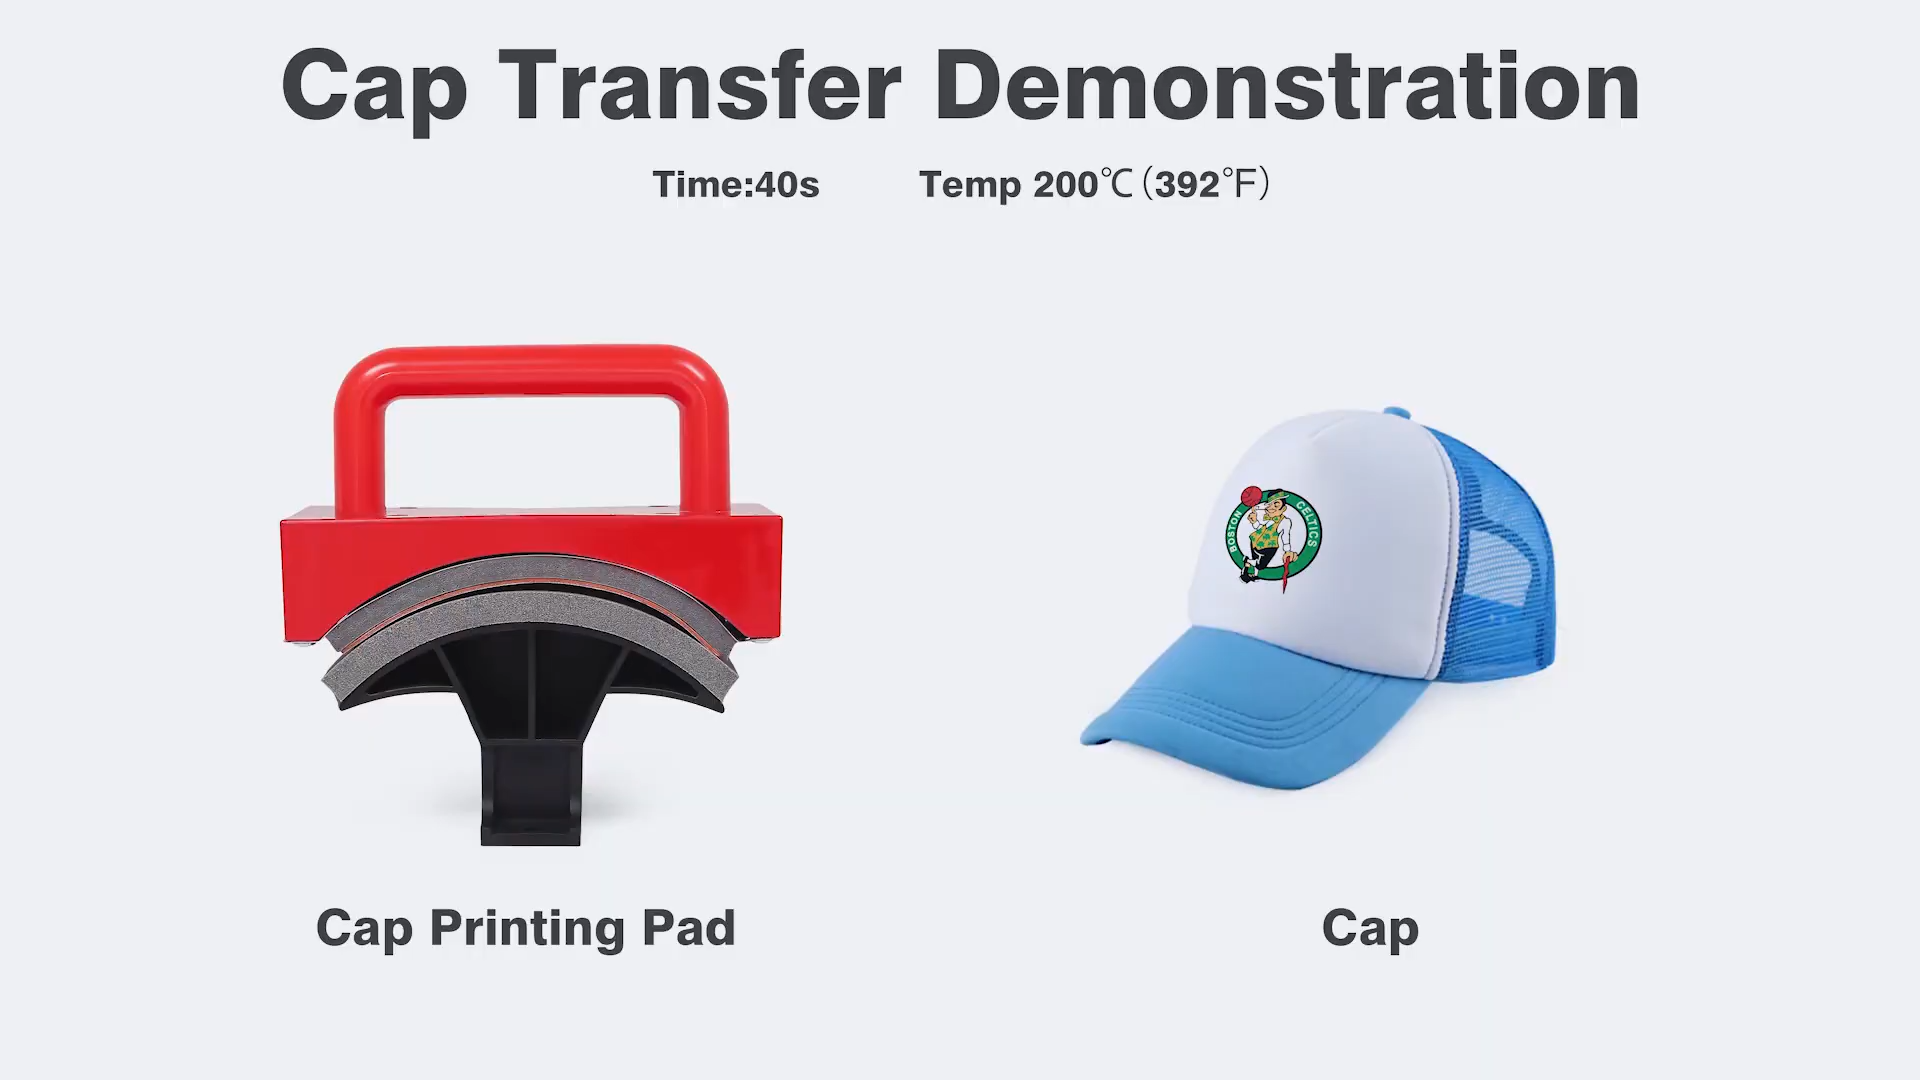 Cap Transfer Demonstration
Time:40s Temp 200℃(392℉)
BOSTON CELTICS
Cap Printing Pad
Cap